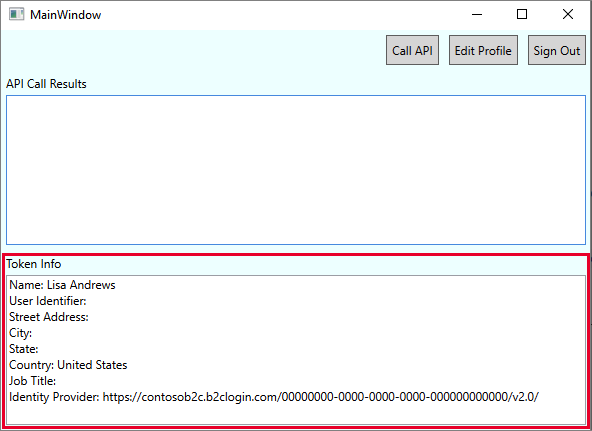 MainWindow
Call API Edit Profile Sign Out
API Call Results
Token Info
Name: Lisa Andrews
User Identifier:
Street Address:
City:
State:
Country: United States
Job Title:
Identity Provider: https://contosob2c.b2clogin.com/00000000-0000-0000-0000-000000000000/v2.0/